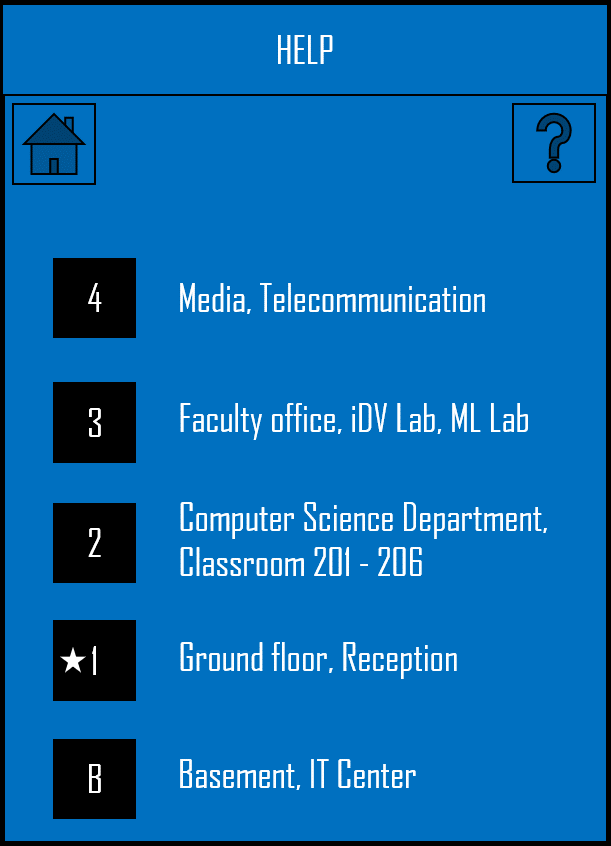 HELP
?
4 Media, Telecommunication
3 Faculty office, iDV Lab, ML Lab
2 Computer Science Department,
Classroom 201 - 206
★1 Ground floor, Reception
B Basement, IT Center